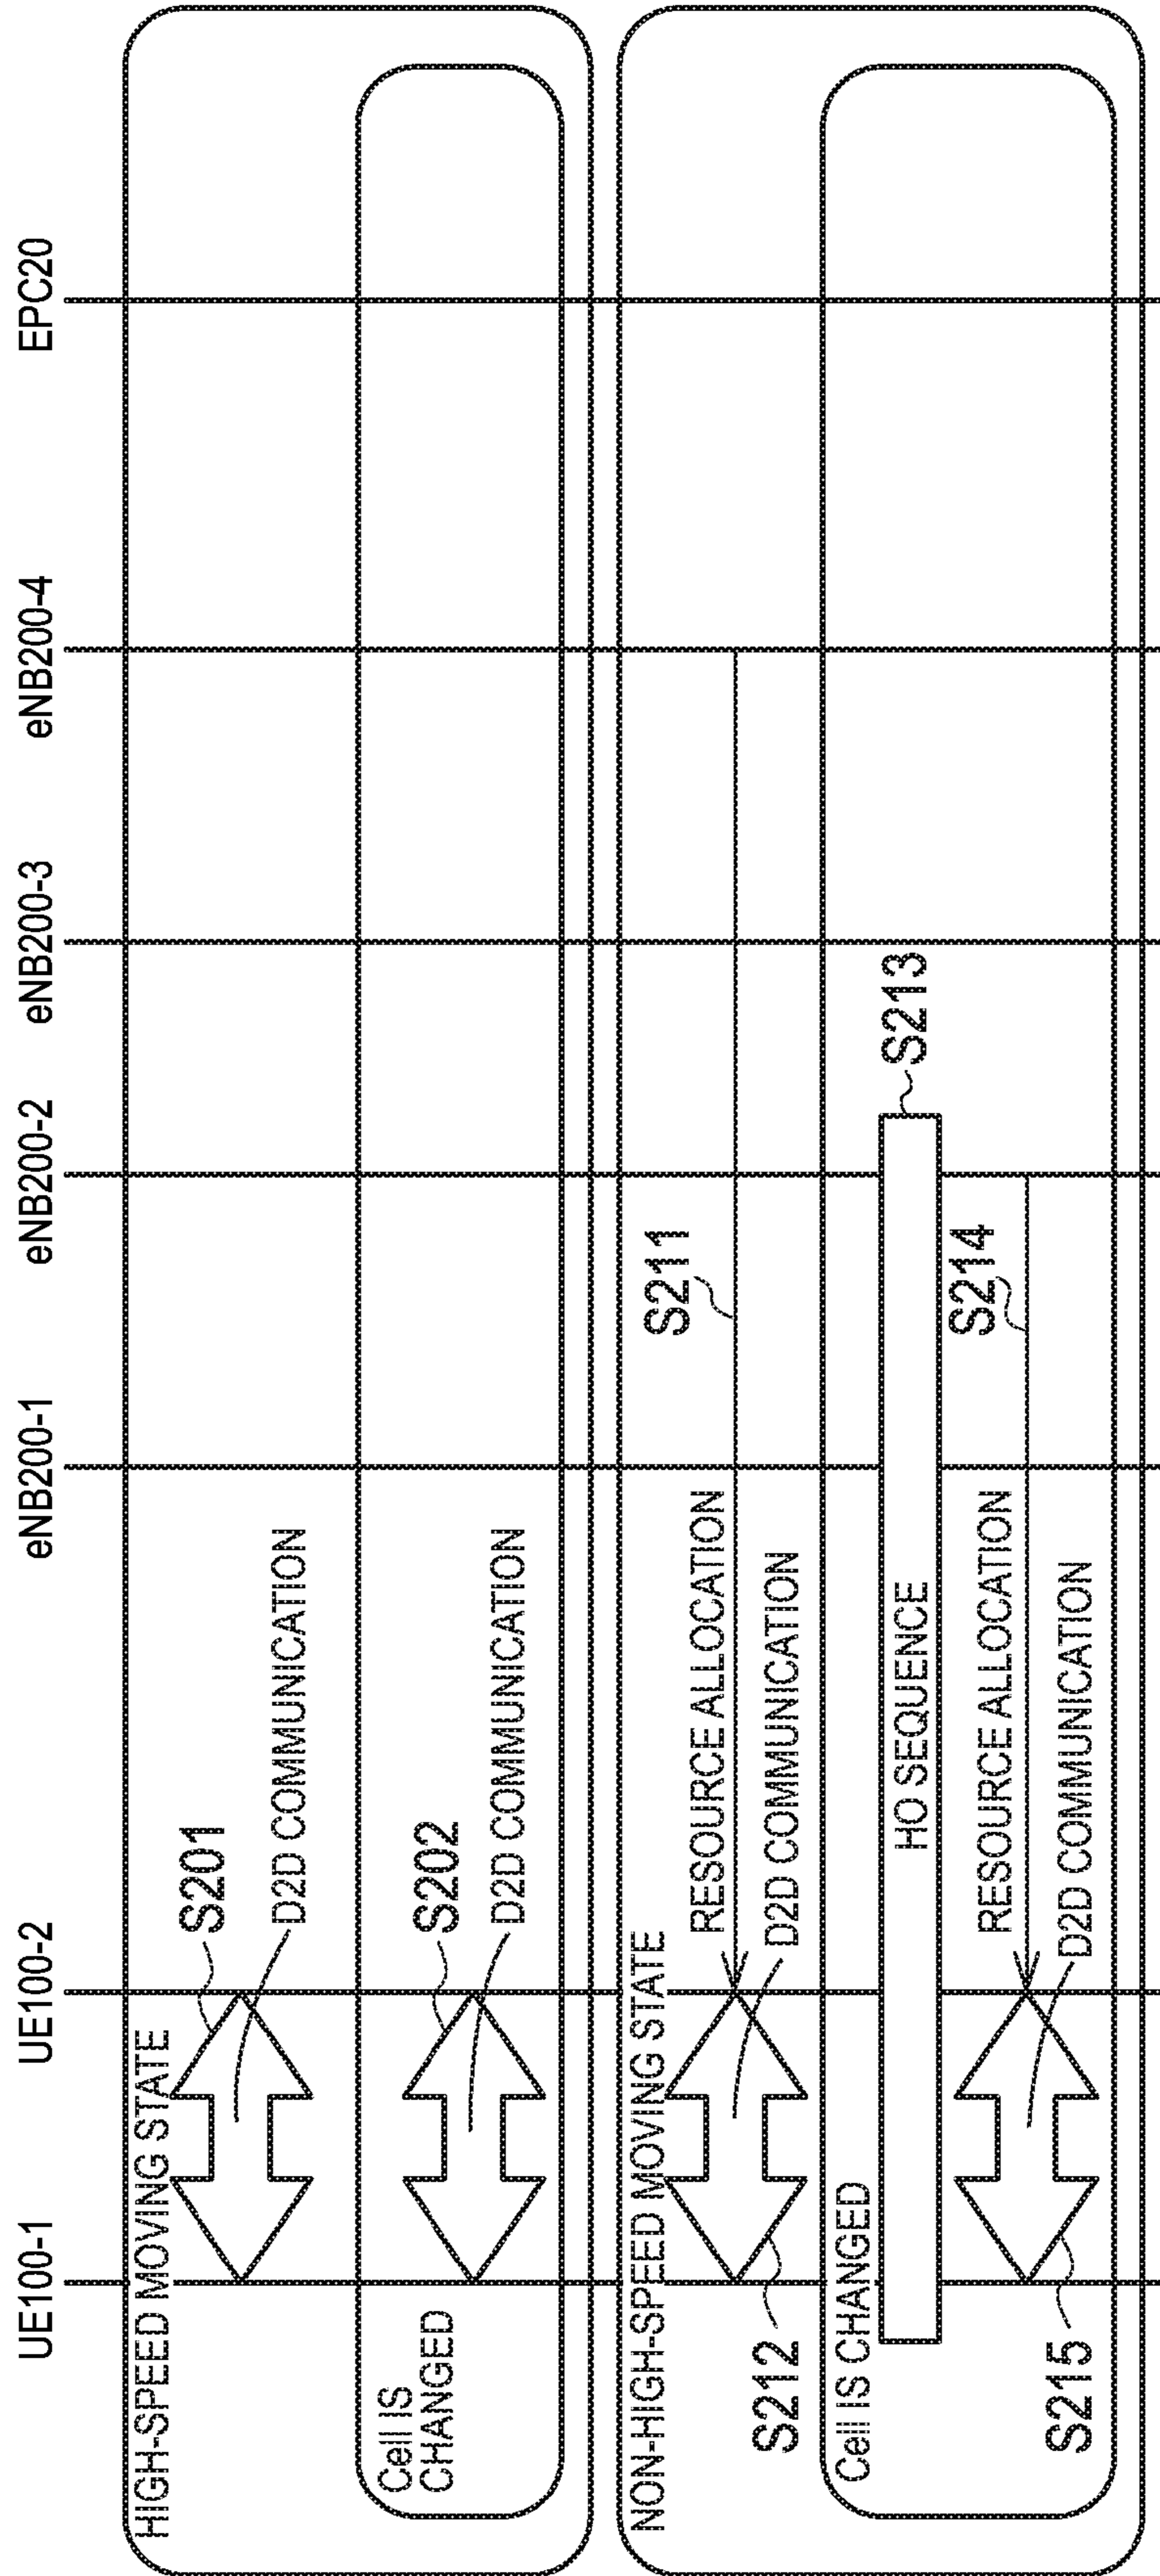 UE100-1
UE100-2
eNB200-1
eNB200-2
eNB200-3
eNB200-4
EPC20
HIGH-SPEED MOVING STATE
S201
D2D COMMUNICATION
Cell IS
CHANGED
S202
D2D COMMUNICATION
NON-HIGH-SPEED MOVING STATE
S211
RESOURCE ALLOCATION
S212
D2D COMMUNICATION
Cell IS CHANGED
HO SEQUENCE
S213
S214
RESOURCE ALLOCATION
S215
D2D COMMUNICATION